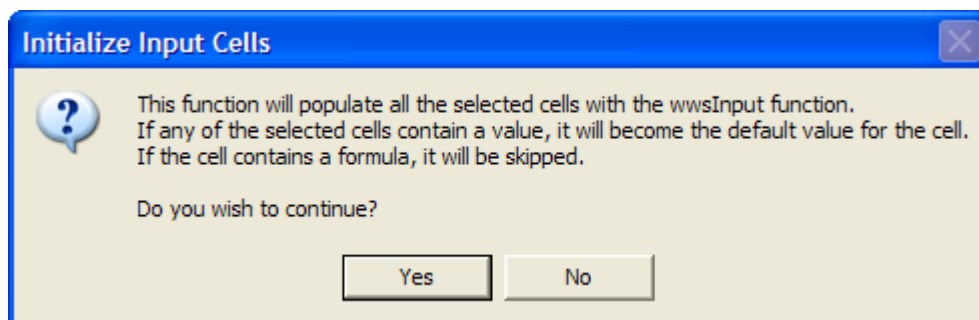 Initialize Input Cells
This function will populate all the selected cells with the wwsInput function.
If any of the selected cells contain a value, it will become the default value for the cell.
If the cell contains a formula, it will be skipped.
Do you wish to continue?
Yes No